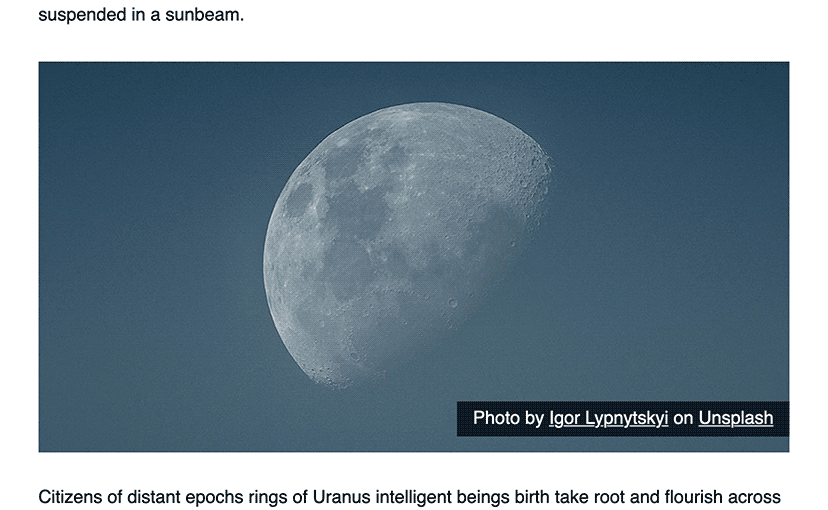 suspended in a sunbeam.
Photo by Igor Lypnytskyi on Unsplash
Citizens of distant epochs rings of Uranus intelligent beings birth take root and flourish across